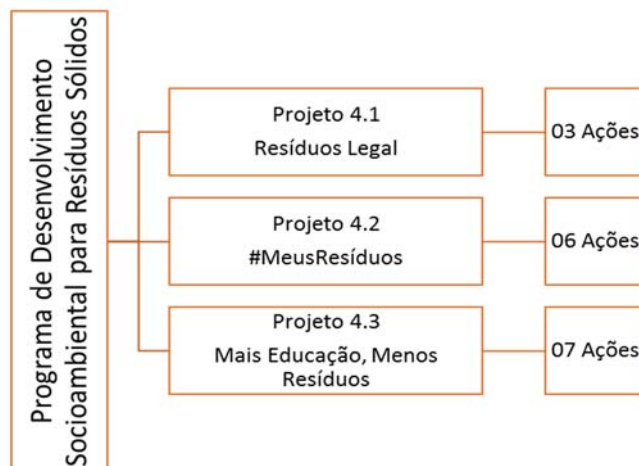 Programa de Desenvolvimento
Socioambiental para Resíduos Sólidos
Projeto 4.1
Resíduos Legal
03 Ações
Projeto 4.2
#MeusResíduos
06 Ações
Projeto 4.3
Mais Educação, Menos
Resíduos
07 Ações